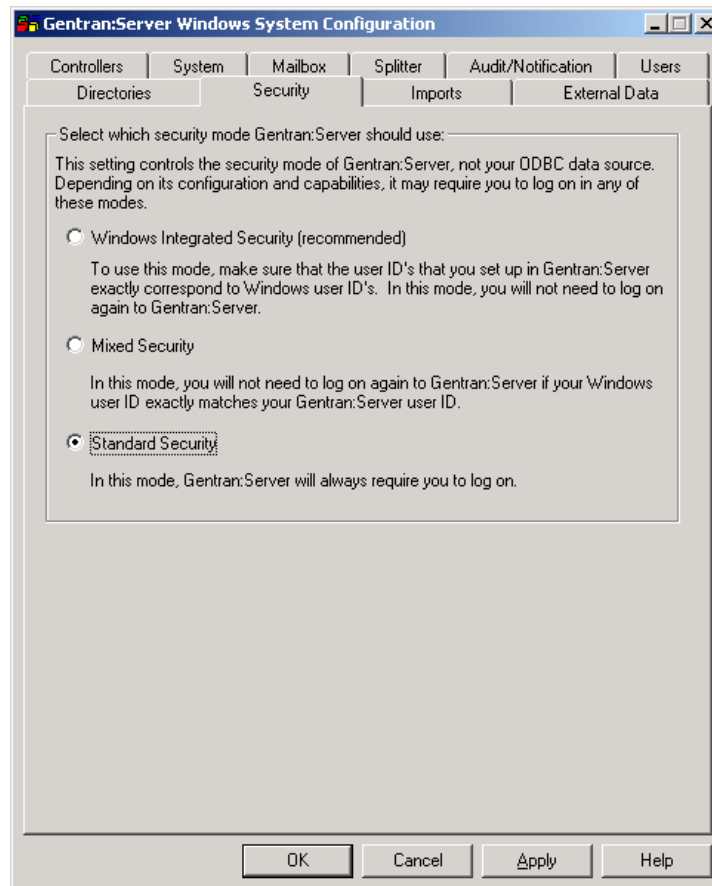 Gentran:Server Windows System Configuration
Controllers System Mailbox Splitter Audit/Notification Users
Directories Security Imports External Data
Select which security mode Gentran:Server should use:
This setting controls the security mode of Gentran:Server, not your ODBC data source.
Depending on its configuration and capabilities, it may require you to log on in any of
these modes.
Windows Integrated Security (recommended)
To use this mode, make sure that the user ID's that you set up in Gentran:Server
exactly correspond to Windows user ID's. In this mode, you will not need to log on
again to Gentran:Server.
Mixed Security
In this mode, you will not need to log on again to Gentran:Server if your Windows
user ID exactly matches your Gentran:Server user ID.
Standard Security
In this mode, Gentran:Server will always require you to log on.
OK Cancel Apply Help